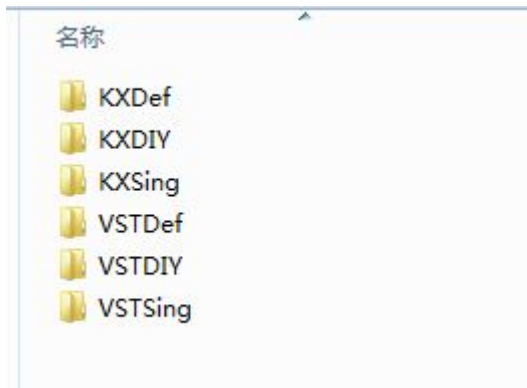 名称
KXDef
KXDIY
KXSing
VSTDef
VSTDIY
VSTSing